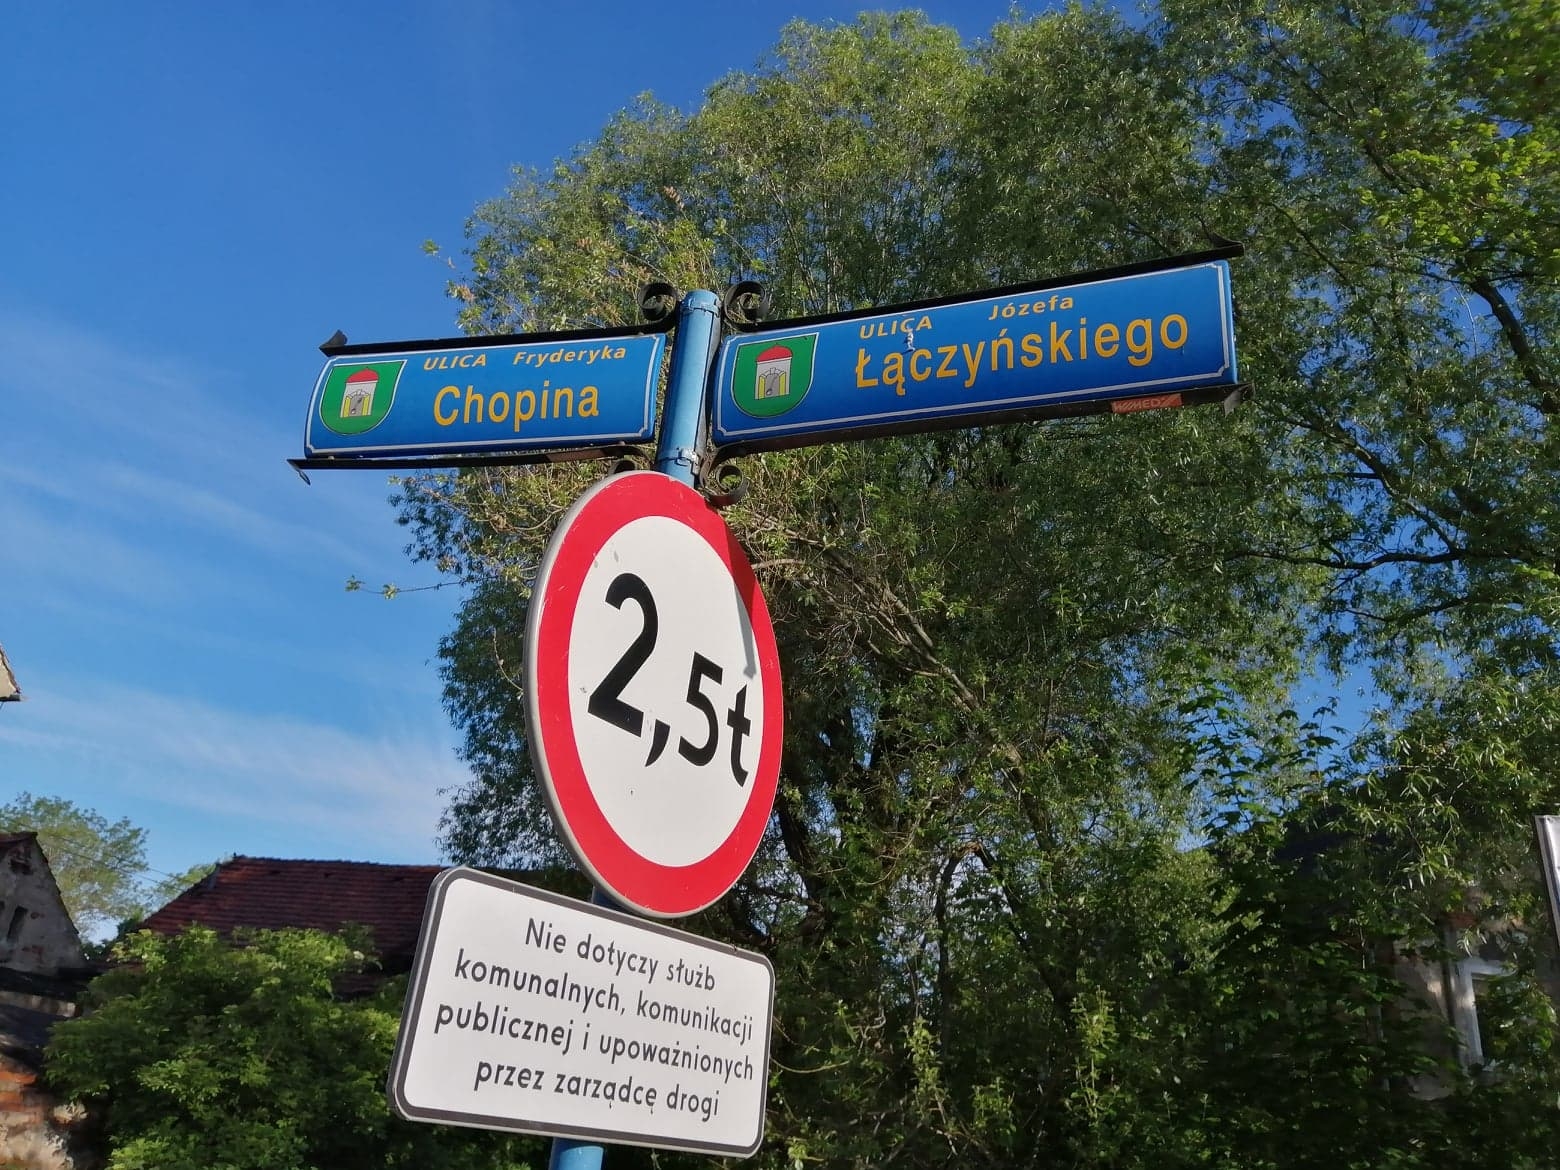 ULICA Fryderyka
Chopina
ULICA Józefa
Łączyńskiego
2,5t
Nie dotyczy służb
komunalnych, komunikacji
publicznej i upoważnionych
przez zarządcę drogi